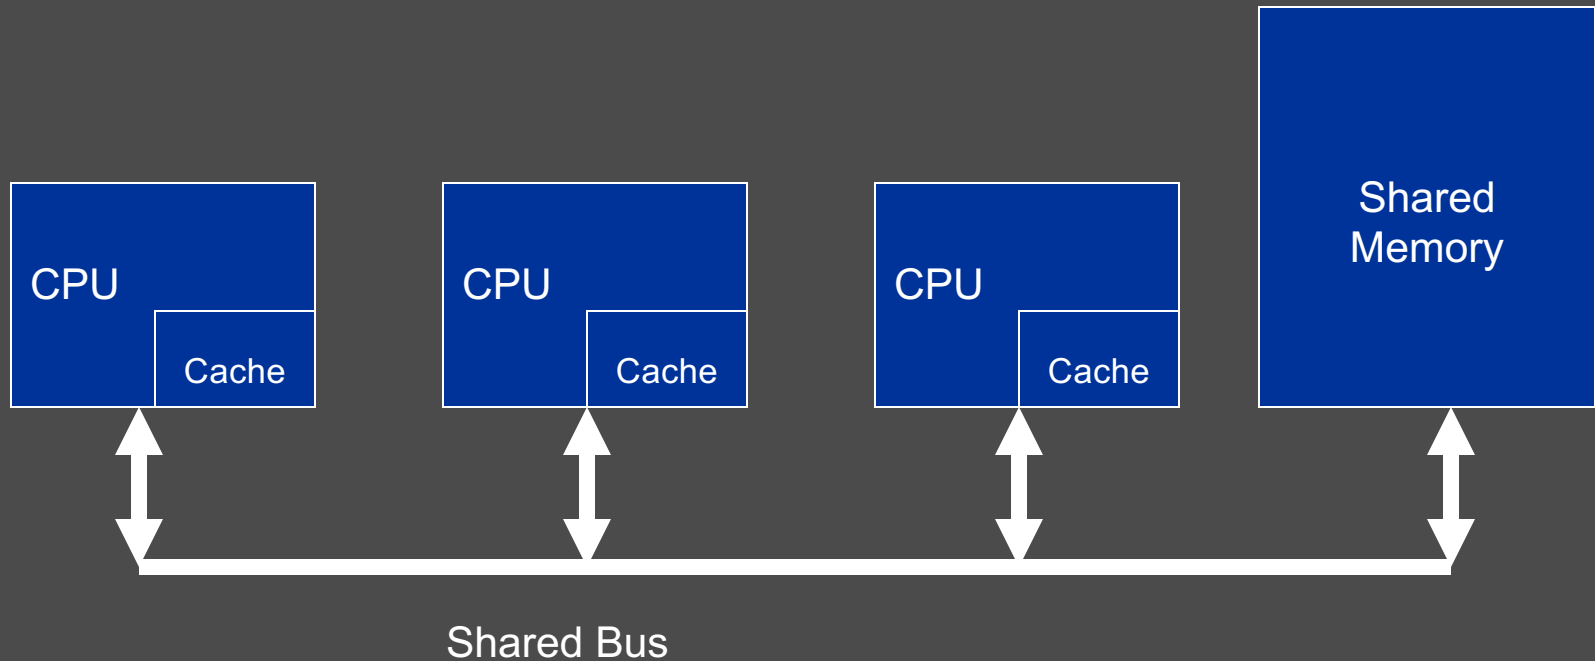 CPU
Cache
CPU
Cache
CPU
Cache
Shared
Memory
Shared Bus